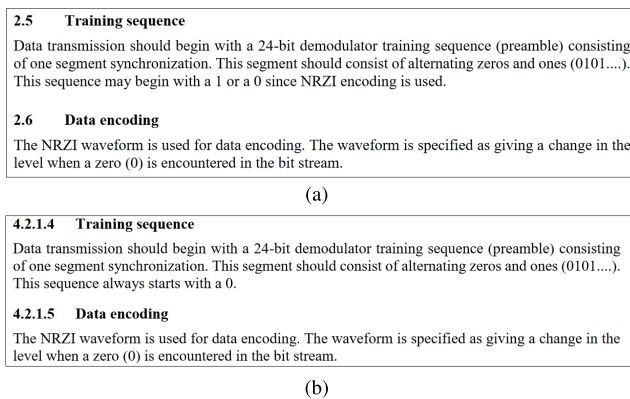 2.5 Training sequence
Data transmission should begin with a 24-bit demodulator training sequence (preamble) consisting
of one segment synchronization. This segment should consist of alternating zeros and ones (0101....).
This sequence may begin with a 1 or a 0 since NRZI encoding is used.
2.6 Data encoding
The NRZI waveform is used for data encoding. The waveform is specified as giving a change in the
level when a zero (0) is encountered in the bit stream.
(a)
4.2.1.4 Training sequence
Data transmission should begin with a 24-bit demodulator training sequence (preamble) consisting
of one segment synchronization. This segment should consist of alternating zeros and ones (0101....).
This sequence always starts with a 0.
4.2.1.5 Data encoding
The NRZI waveform is used for data encoding. The waveform is specified as giving a change in the
level when a zero (0) is encountered in the bit stream.
(b)